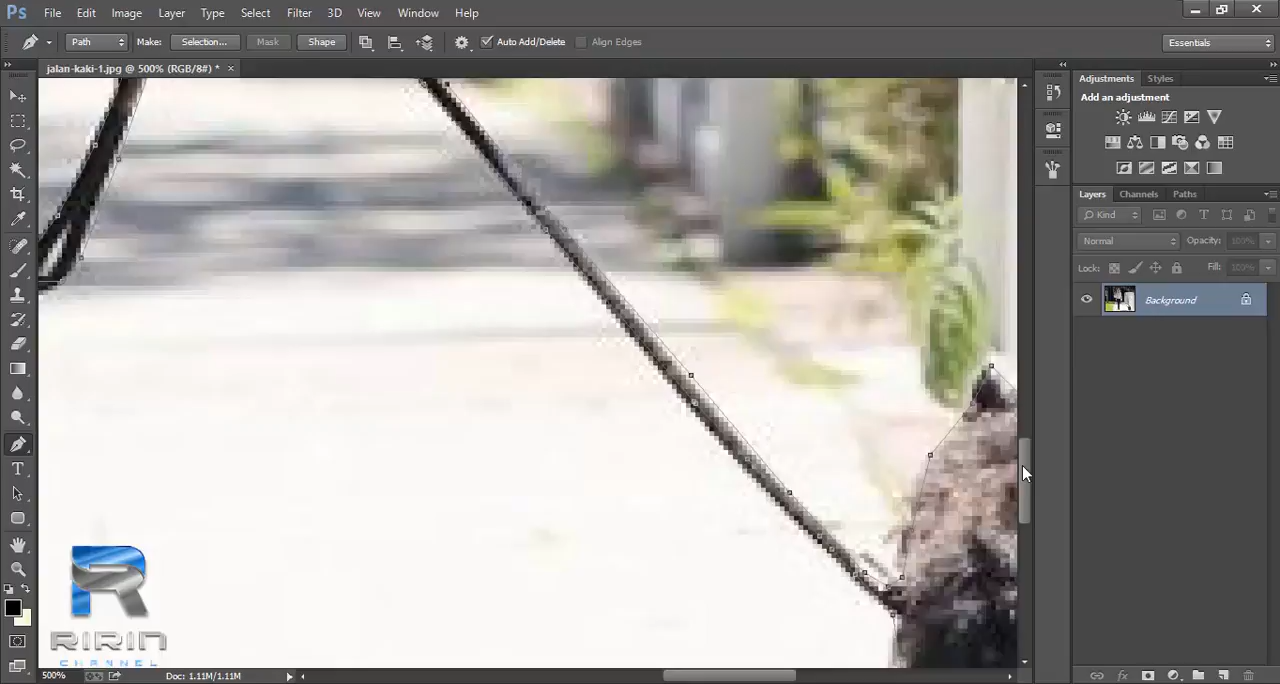 Ps File Edit Image Layer Type Select Filter 3D View Window Help
Path Make: Selection... Mask Shape Auto Add/Delete Align Edges Essentials
jalan-kaki-1.jpg @ 500% (RGB/8#) * ×
Adjustments Styles
Add an adjustment
Layers Channels Paths
Kind
Normal Opacity: 100%
Lock: Fill: 100%
Background
RIRIN
CHANNEL
500% Doc: 1.11M/1.11M